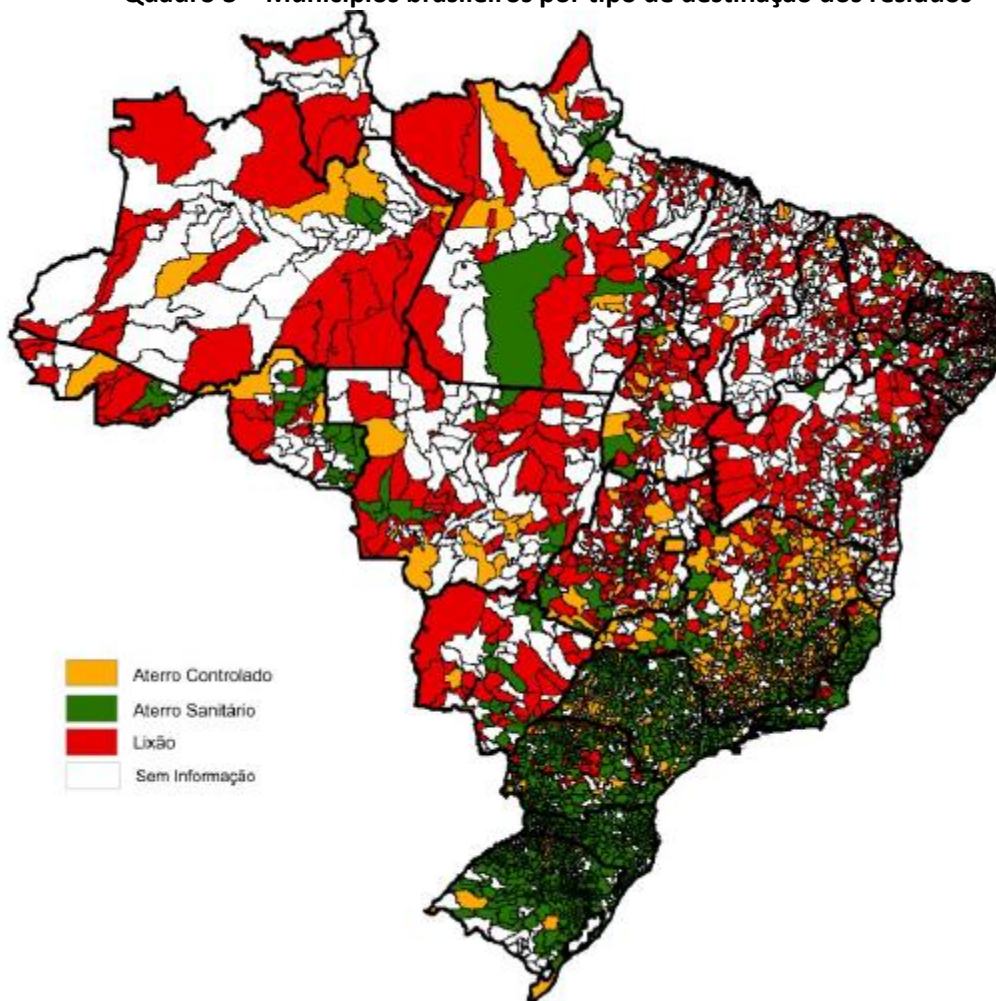 Quadro 3 – Municípios brasileiros por tipo de destinação dos resíduos
Aterro Controlado
Aterro Sanitário
Lixão
Sem Informação